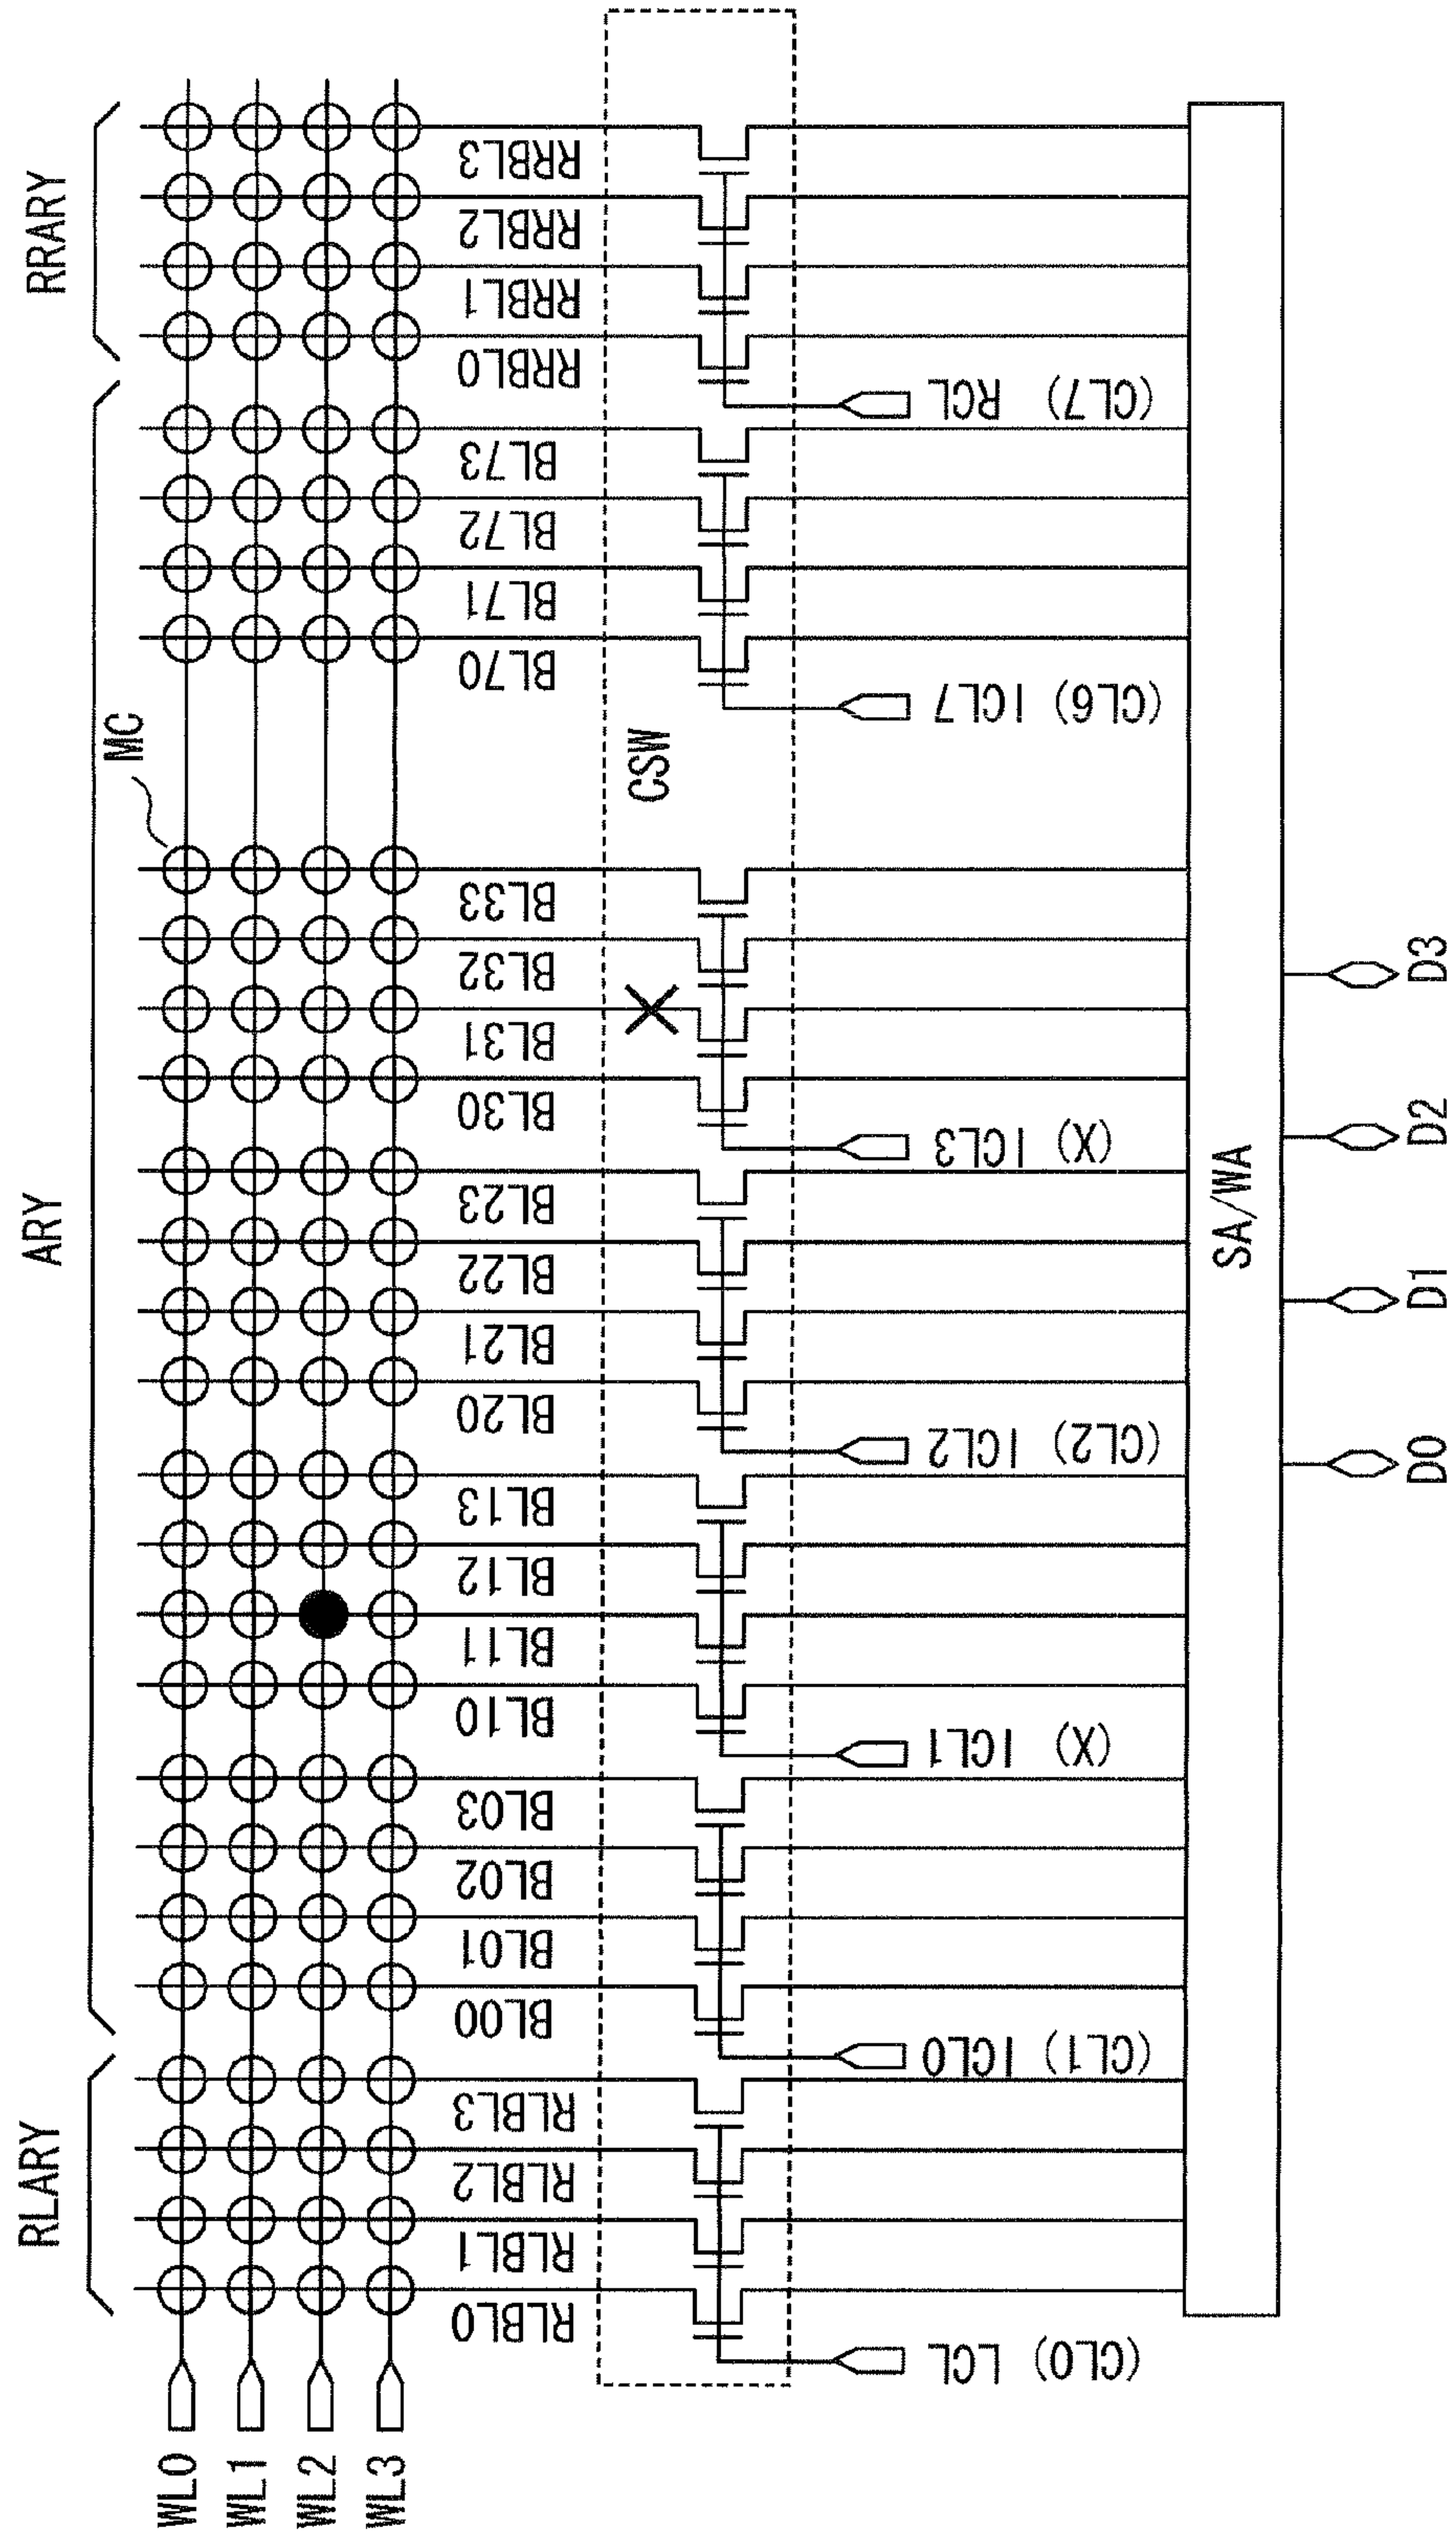 RLARY
ARY
RRARY
MC
WL0
WL1
WL2
WL3
RLBL0
RLBL1
RLBL2
RLBL3
BL00
BL01
BL02
BL03
BL10
BL11
BL12
BL13
BL20
BL21
BL22
BL23
BL30
BL31
BL32
BL33
BL70
BL71
BL72
BL73
RRBL0
RRBL1
RRBL2
RRBL3
CSW
LCL (CL0)
ICL0 (CL1)
ICL1 (X)
ICL2 (CL2)
ICL3 (X)
ICL7 (CL6)
RCL (CL7)
SA/WA
D0
D1
D2
D3